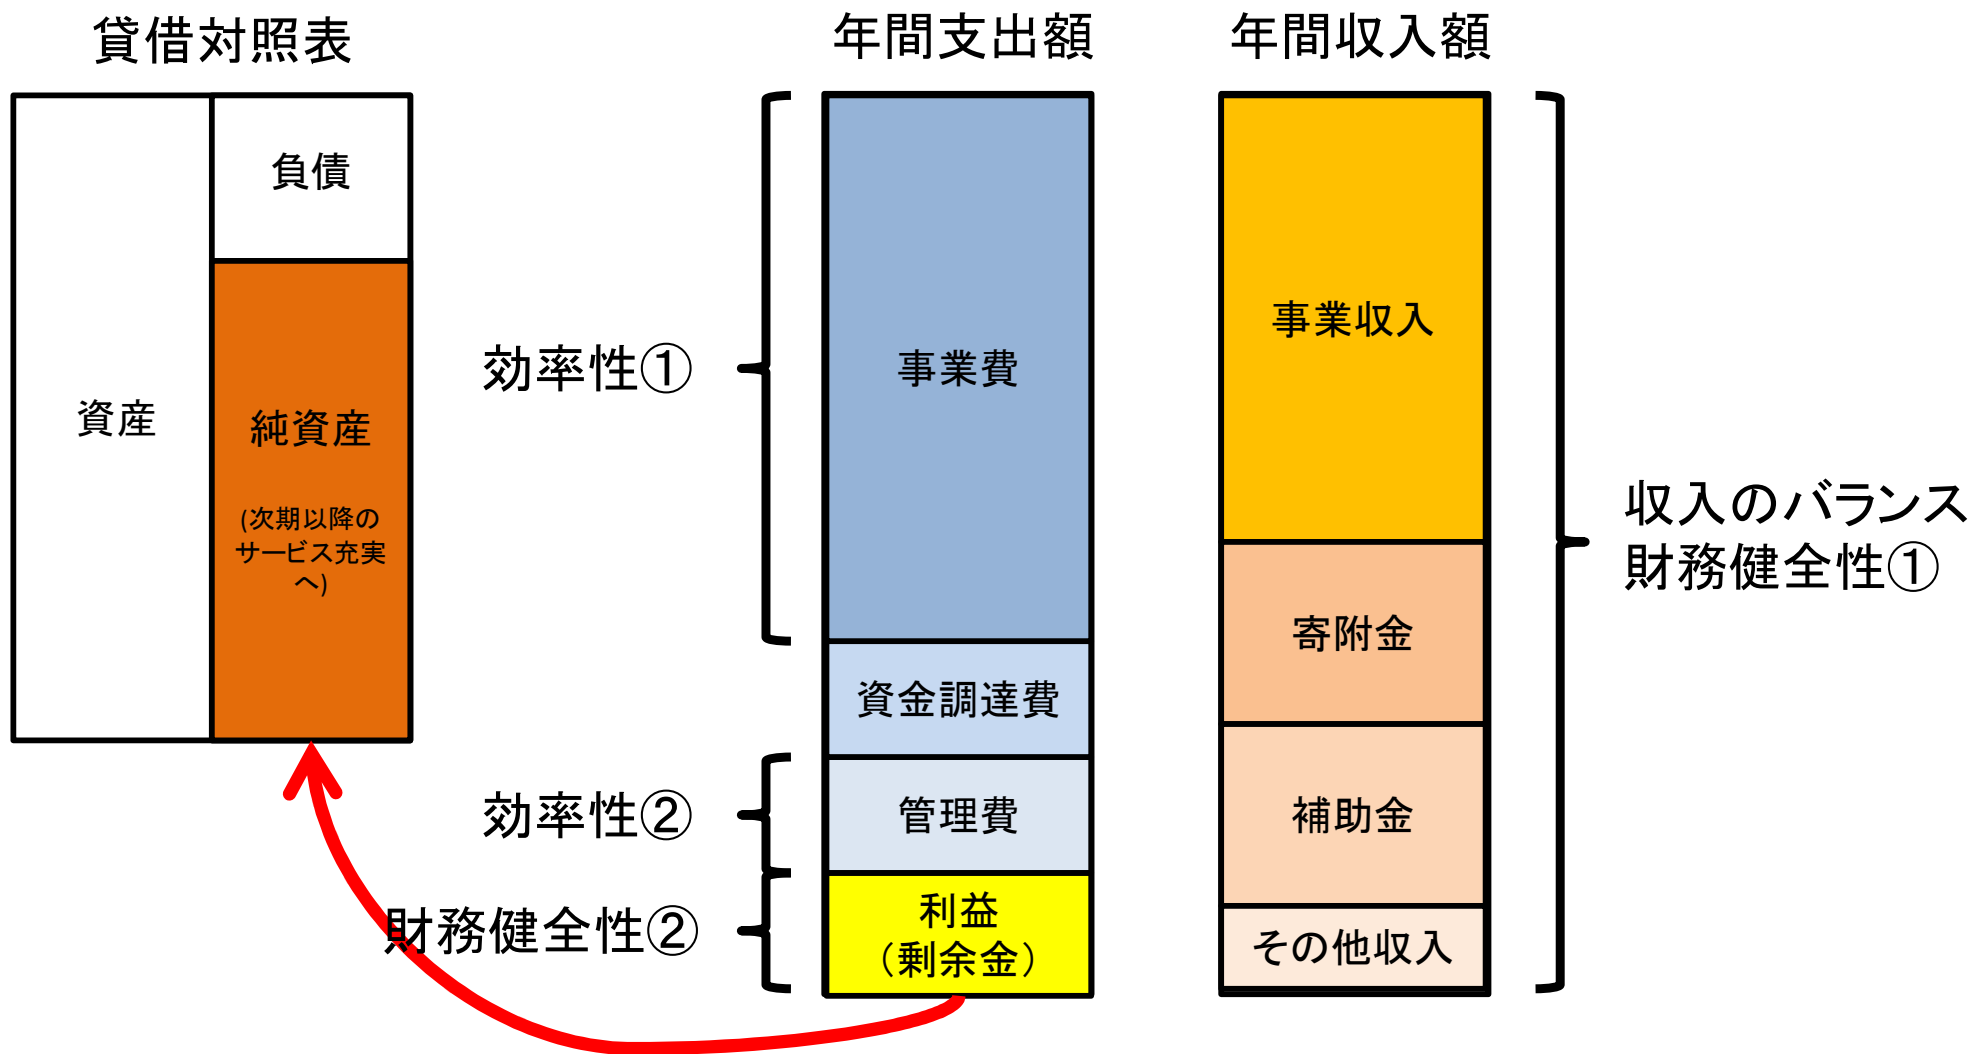 貸借対照表
年間支出額
年間収入額
資産
負債
純資産
(次期以降の
サービス充実
へ)
効率性①
効率性②
財務健全性②
事業費
資金調達費
管理費
利益
（剰余金）
事業収入
寄附金
補助金
その他収入
収入のバランス
財務健全性①